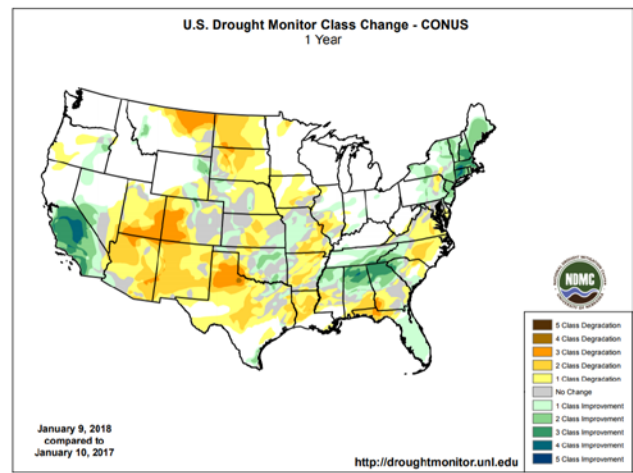 U.S. Drought Monitor Class Change - CONUS
1 Year
NDMC
5 Class Degradation
4 Class Degradation
3 Class Degradation
2 Class Degradation
1 Class Degradation
No Change
1 Class Improvement
2 Class Improvement
3 Class Improvement
4 Class Improvement
5 Class Improvement
January 9, 2018
compared to
January 10, 2017
http://droughtmonitor.unl.edu